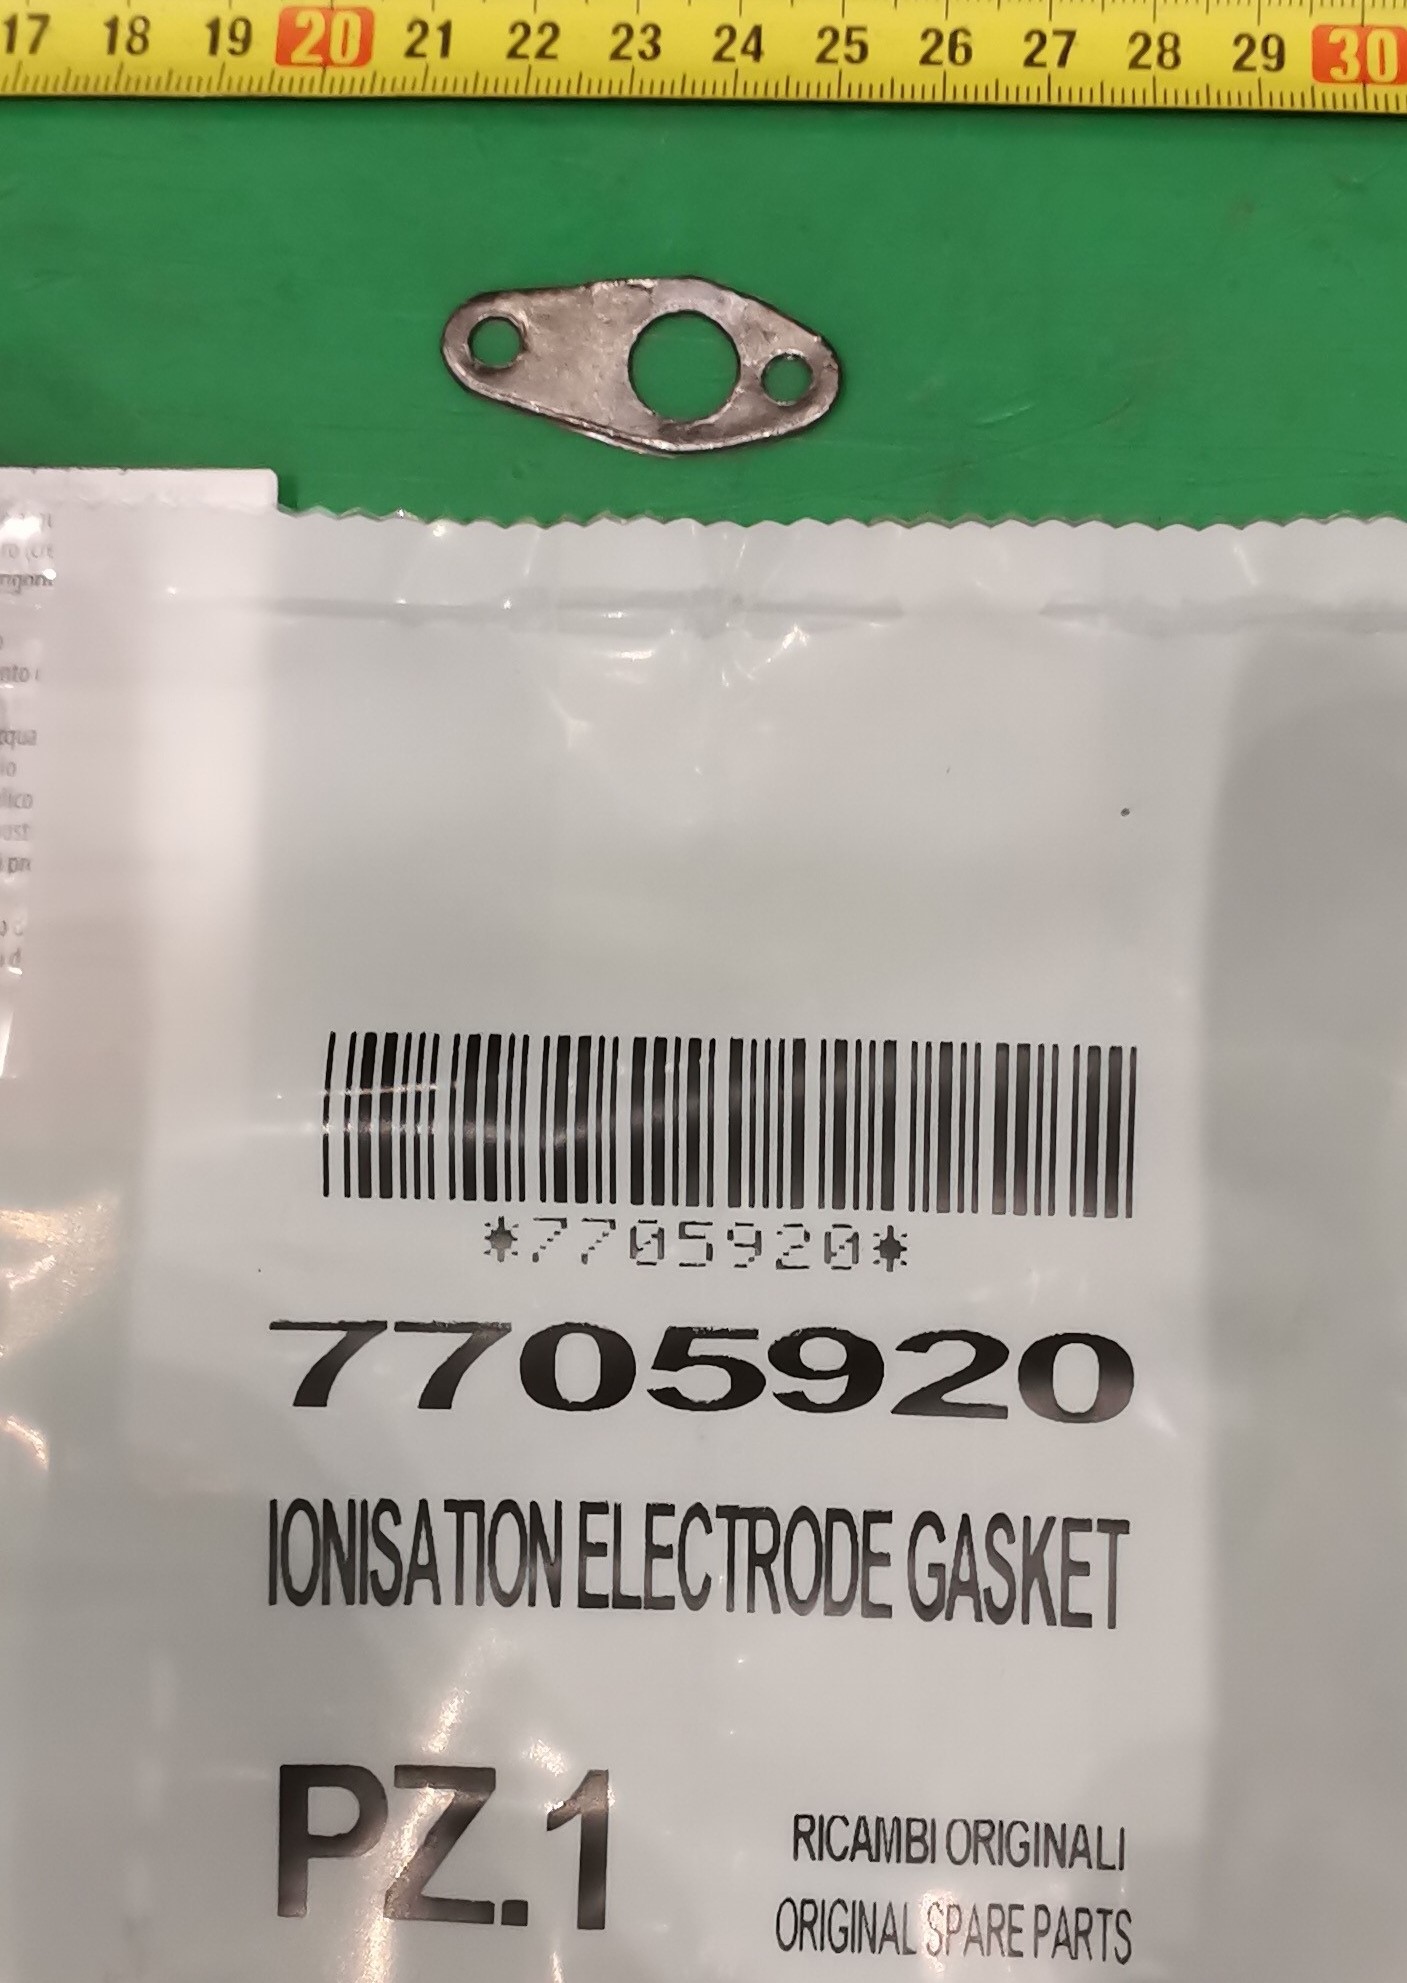 17 18 19 20 21 22 23 24 25 26 27 28 29 30
*7705920*
7705920
IONISATION ELECTRODE GASKET
PZ.1
RICAMBI ORIGINALI
ORIGINAL SPARE PARTS